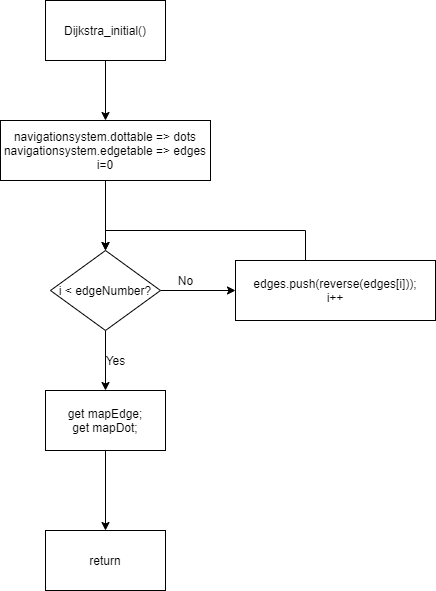 Dijkstra_initial()
navigationsystem.dottable => dots
navigationsystem.edgetable => edges
i=0
i < edgeNumber?
No
edges.push(reverse(edges[i]));
i++
Yes
get mapEdge;
get mapDot;
return